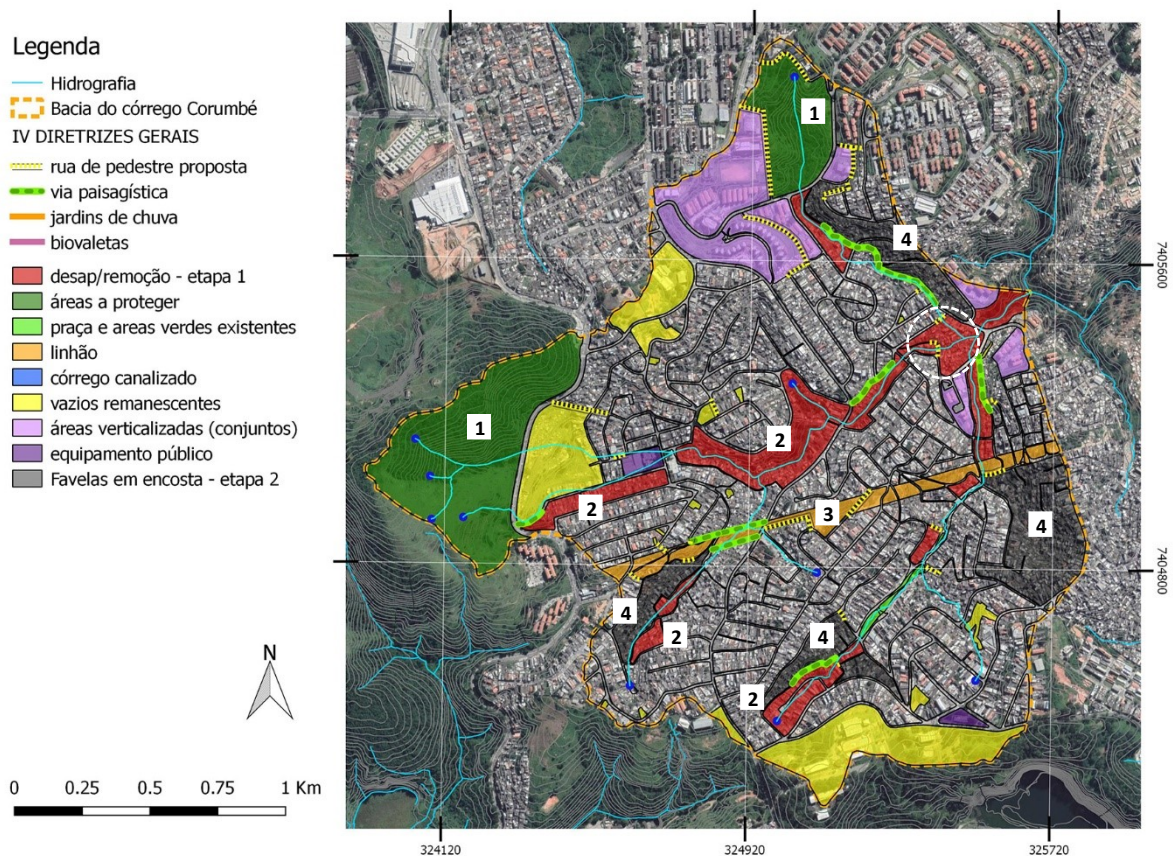 Legenda
Hidrografia
Bacia do córrego Corumbé
IV DIRETRIZES GERAIS
rua de pedestre proposta
via paisagística
jardins de chuva
biovaletas
desap/remoção - etapa 1
áreas a proteger
praça e areas verdes existentes
linhão
córrego canalizado
vazios remanescentes
áreas verticalizadas (conjuntos)
equipamento público
Favelas em encosta - etapa 2
N
0 0.25 0.5 0.75 1 Km
1
4
7405600
1
2
2
3
4
7404800
4
2
4
2
324120
324920
325720